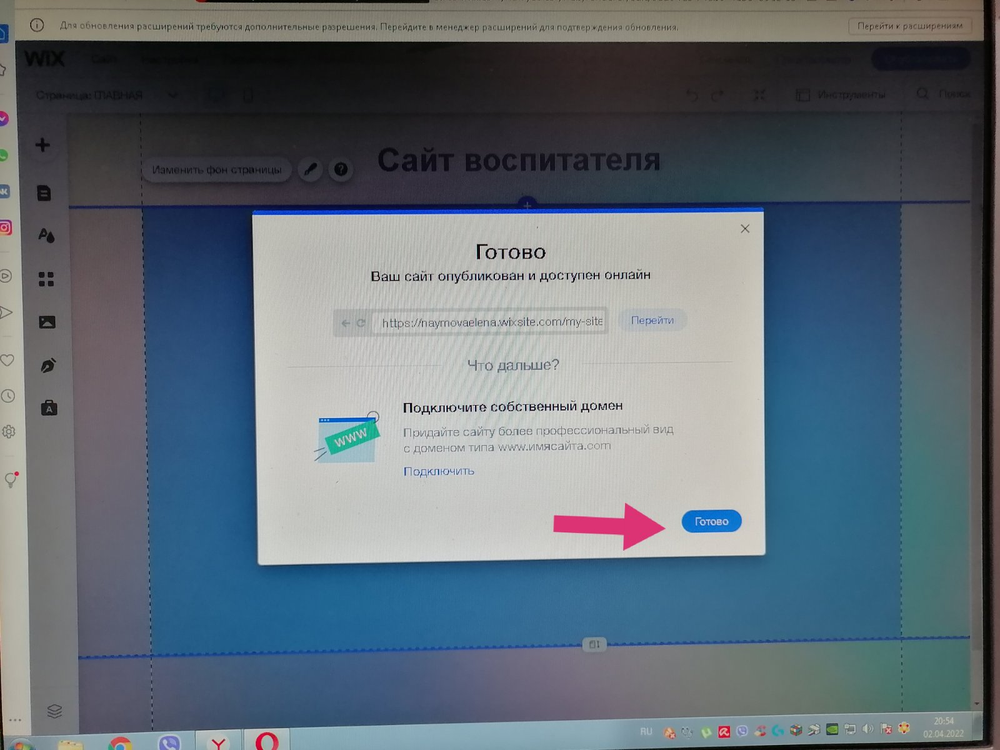 Для обновления расширений требуются дополнительные разрешения. Перейдите в менеджер расширений для подтверждения обновления.
Перейти к расширениям
WIX
Сайт
Страница: ГЛАВНАЯ
Инструменты
Поиск
Изменить фон страницы
?
Сайт воспитателя
Готово
Ваш сайт опубликован и доступен онлайн
https://naymovaelena.wixsite.com/my-site
Перейти
Что дальше?
WWW
Подключите собственный домен
Придайте сайту более профессиональный вид
с доменом типа www.имясайта.com
Подключить
Готово
RU
20:54
02.04.2022